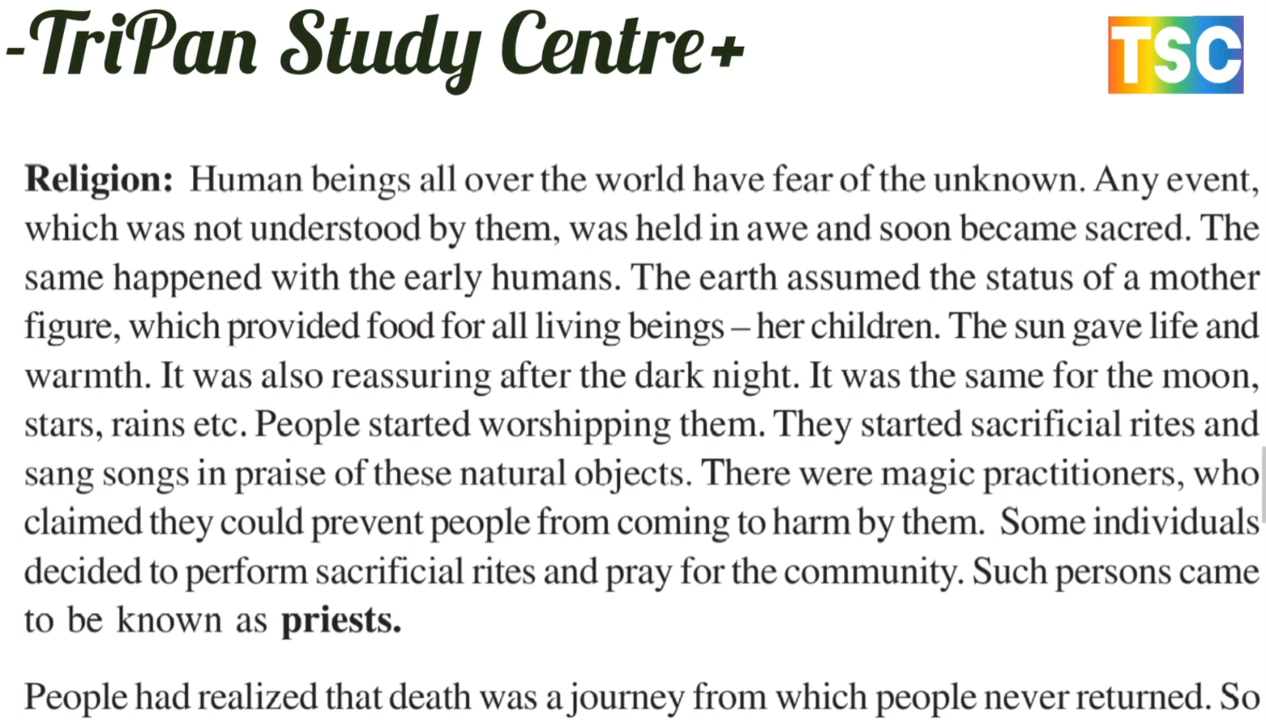 -TriPan Study Centre+
TSC
Religion: Human beings all over the world have fear of the unknown. Any event,
which was not understood by them, was held in awe and soon became sacred. The
same happened with the early humans. The earth assumed the status of a mother
figure, which provided food for all living beings – her children. The sun gave life and
warmth. It was also reassuring after the dark night. It was the same for the moon,
stars, rains etc. People started worshipping them. They started sacrificial rites and
sang songs in praise of these natural objects. There were magic practitioners, who
claimed they could prevent people from coming to harm by them. Some individuals
decided to perform sacrificial rites and pray for the community. Such persons came
to be known as priests.
People had realized that death was a journey from which people never returned. So